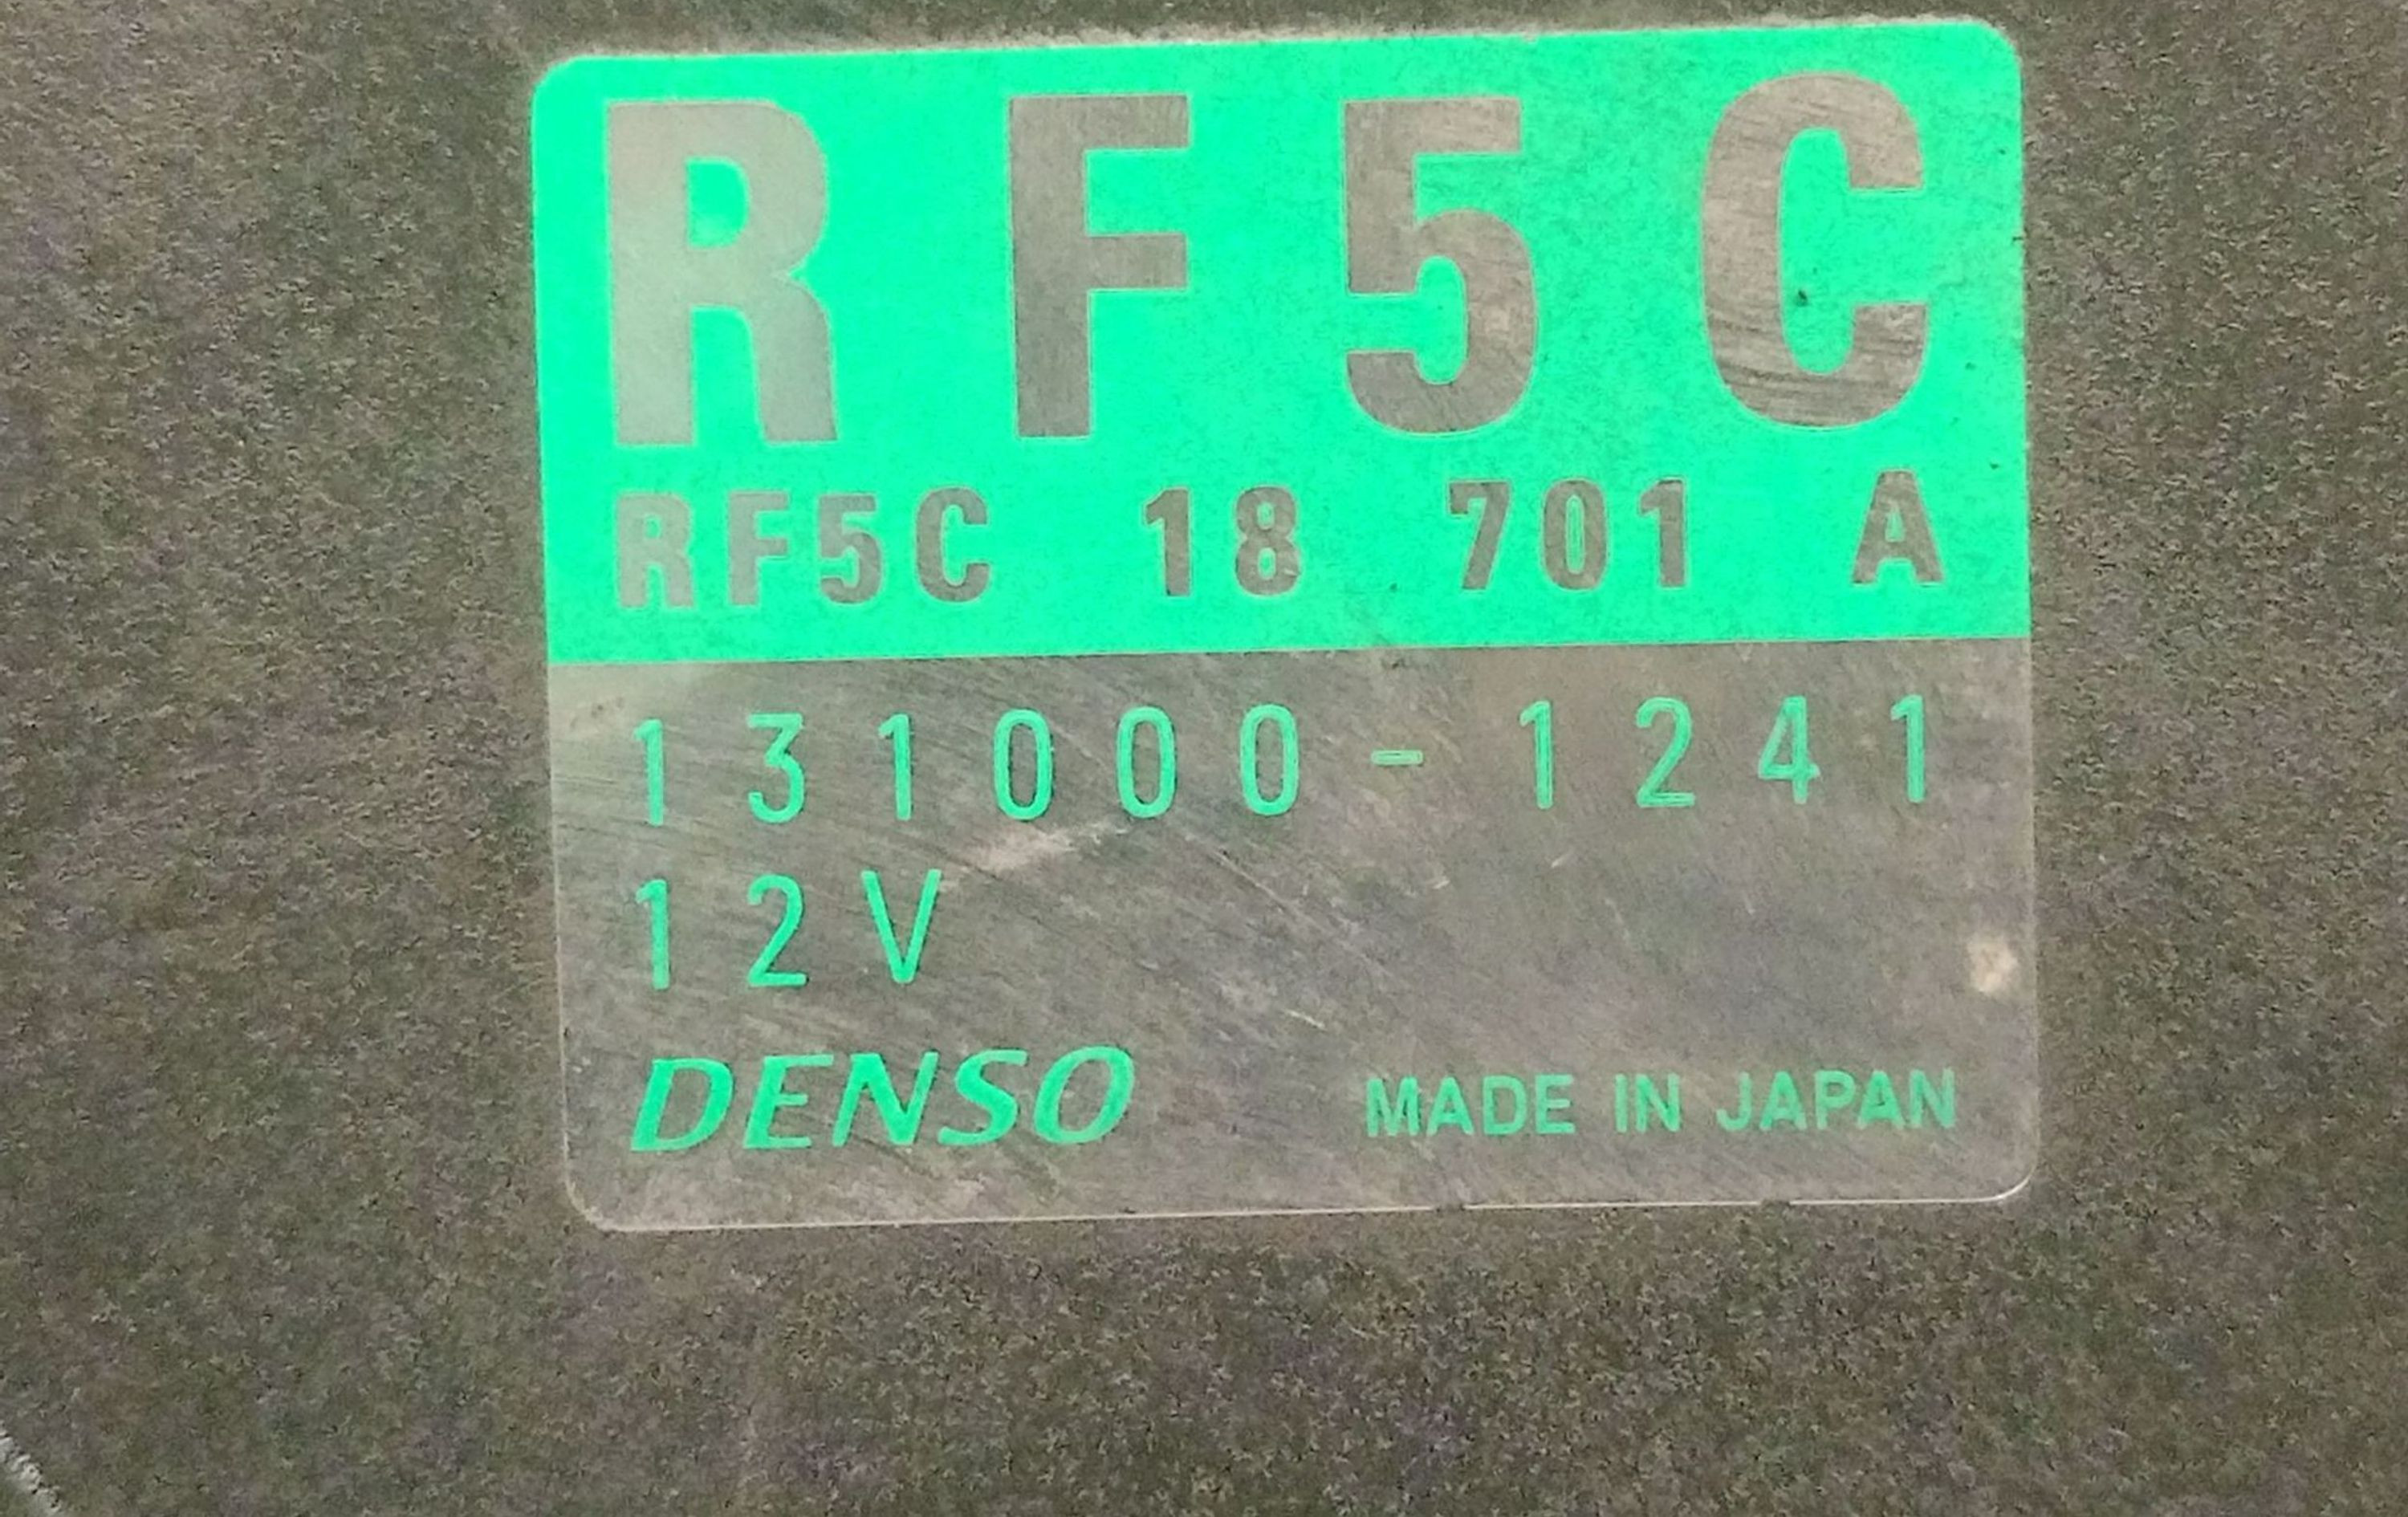 RF5C
RF5C 18 701 A
131000-1241
12V
DENSO MADE IN JAPAN